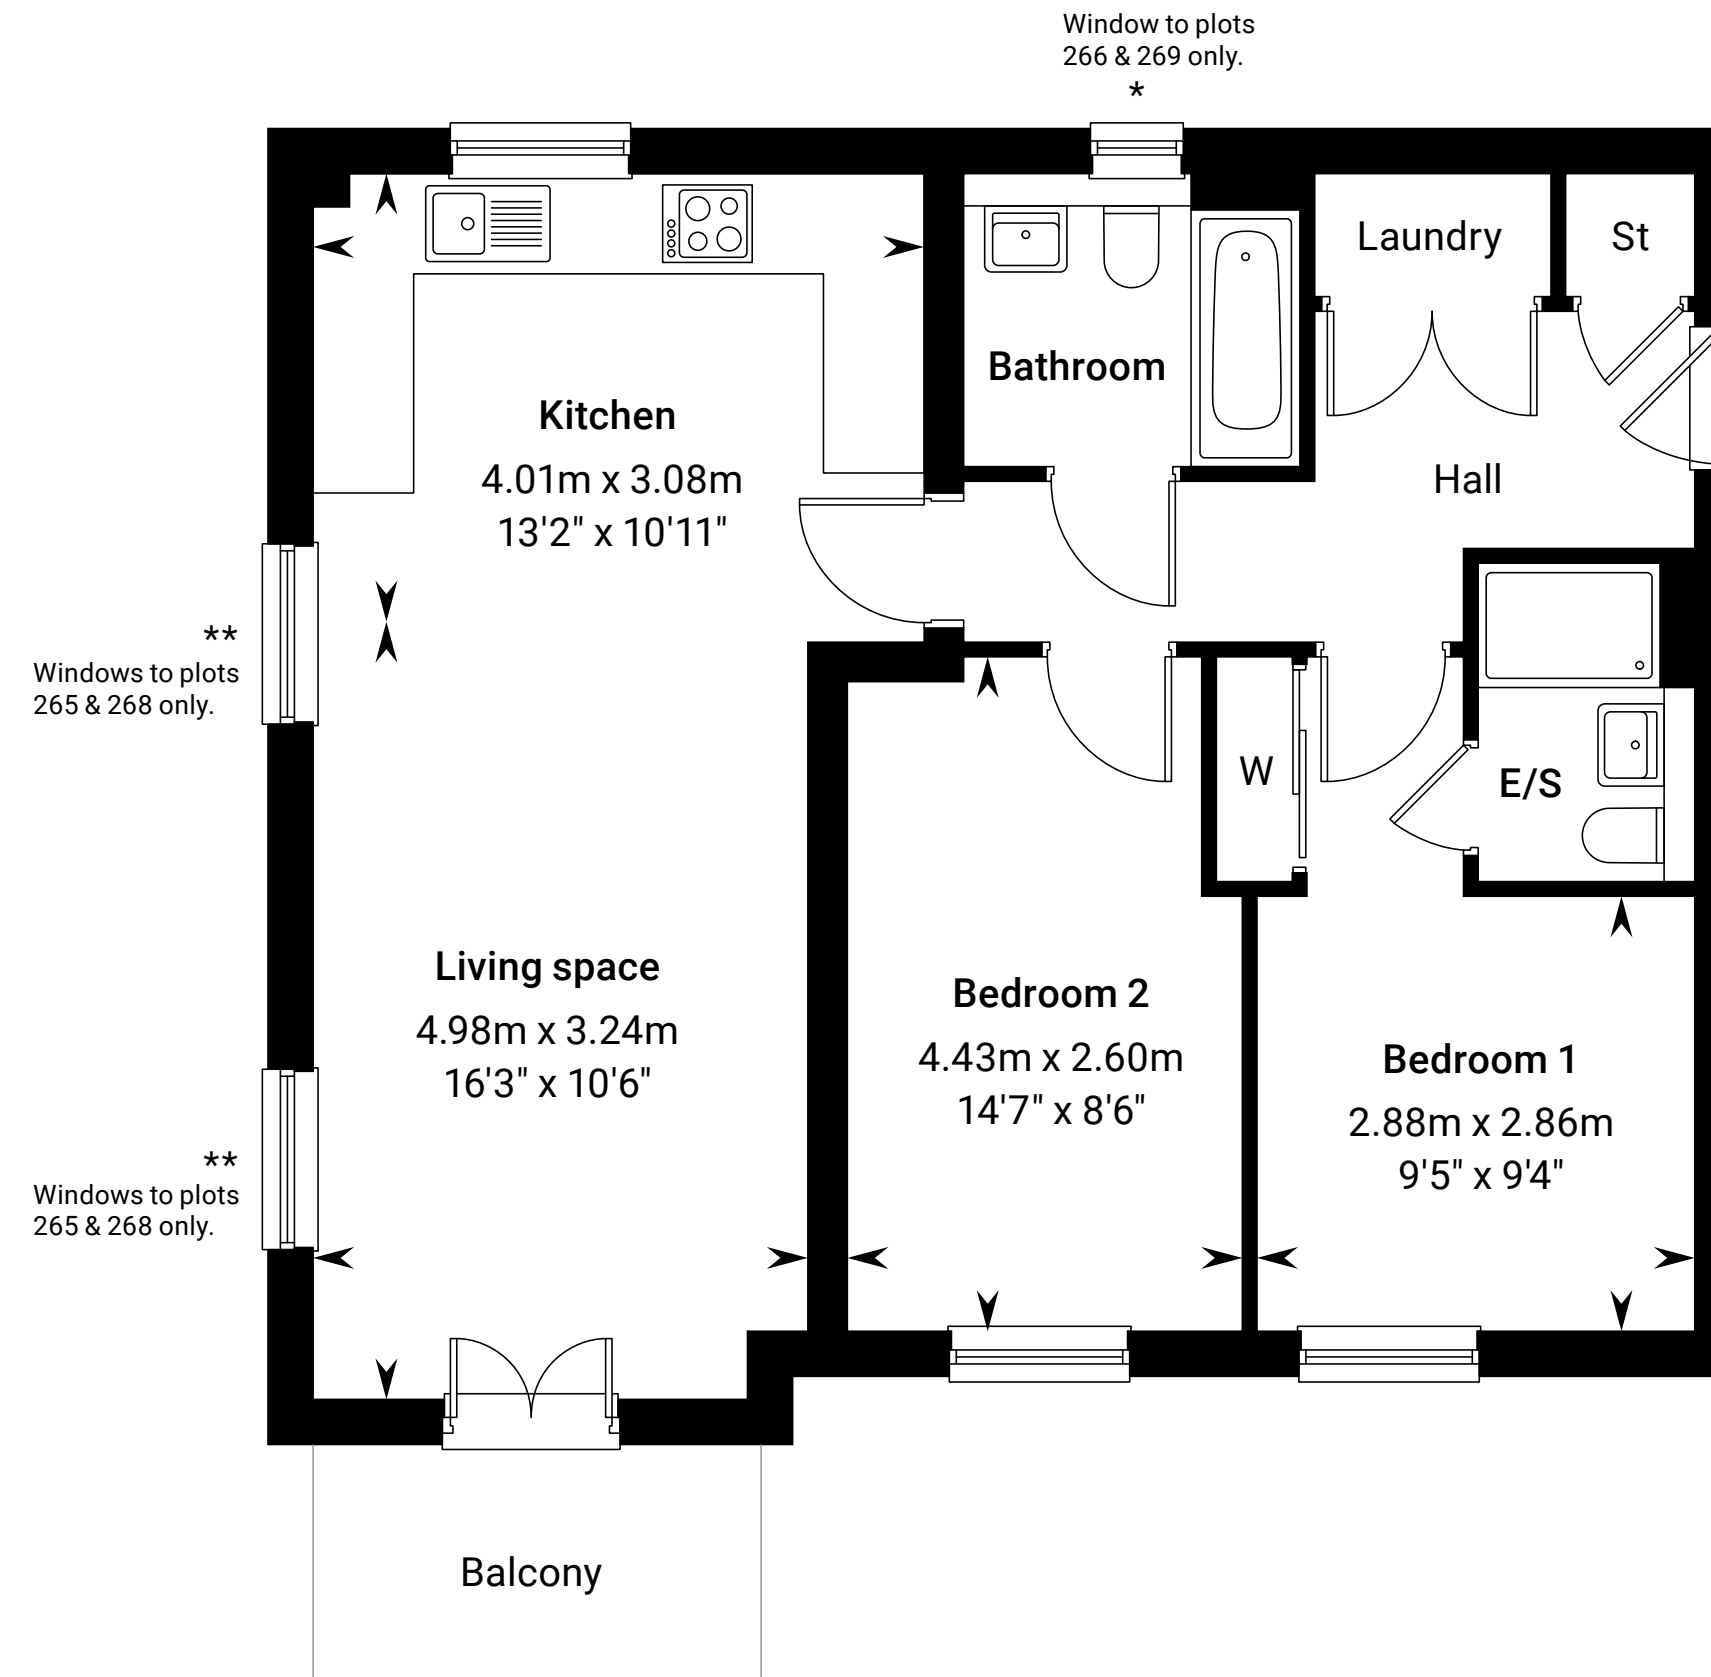 Window to plots
266 & 269 only.
*
Laundry
St
Bathroom
Kitchen
4.01m x 3.08m
13'2" x 10'11"
Hall
**
Windows to plots
265 & 268 only.
W
E/S
Living space
4.98m x 3.24m
16'3" x 10'6"
Bedroom 2
4.43m x 2.60m
14'7" x 8'6"
Bedroom 1
2.88m x 2.86m
9'5" x 9'4"
**
Windows to plots
265 & 268 only.
Balcony